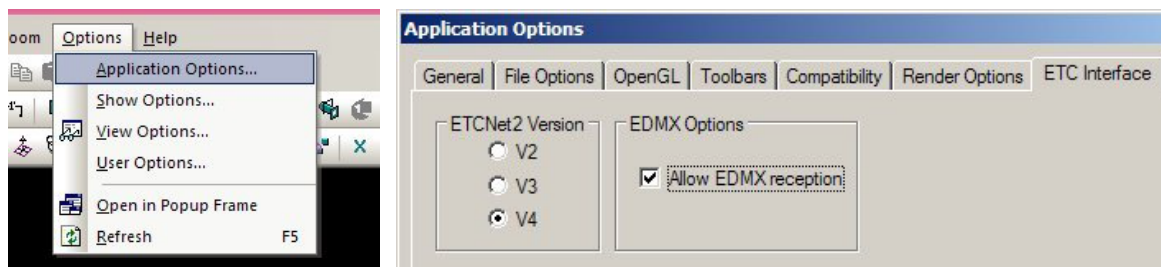 oom Options Help
Application Options...
Show Options...
View Options...
User Options...
Open in Popup Frame
Refresh F5
Application Options
General File Options OpenGL Toolbars Compatibility Render Options ETC Interface
ETCNet2 Version
V2
V3
V4
EDMX Options
Allow EDMX reception